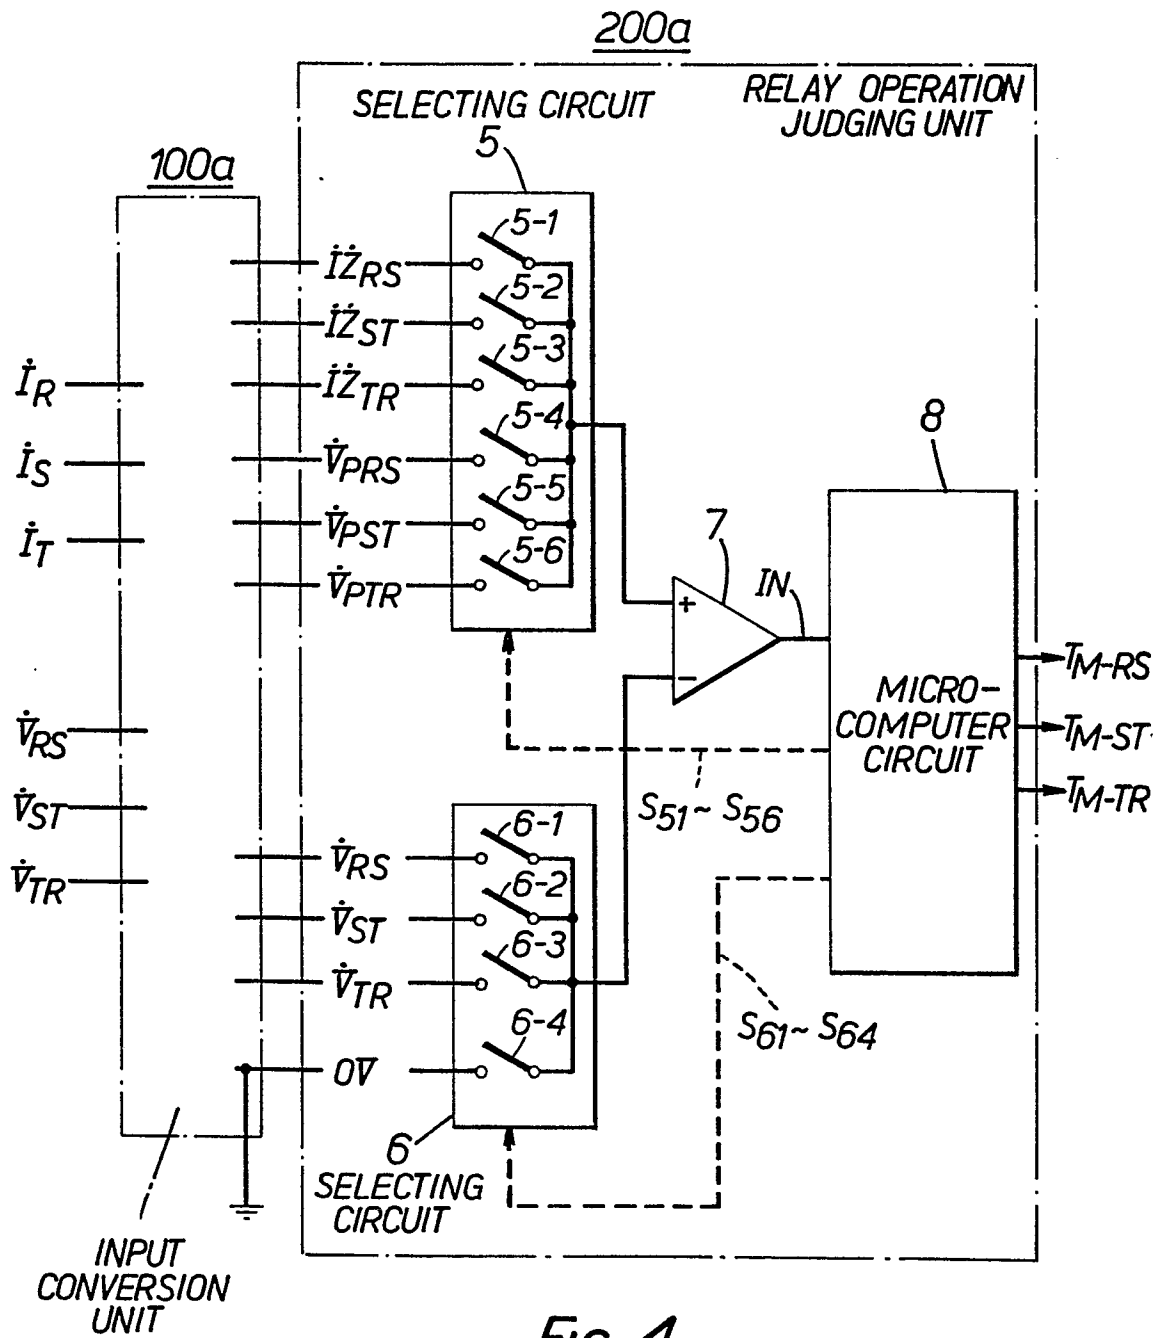 200a
SELECTING CIRCUIT
5
RELAY OPERATION
JUDGING UNIT
100a
5-1
İŻRS
5-2
İŻST
5-3
İŻTR
İR
5-4
V̇PRS
İS
5-5
V̇PST
İT
5-6
V̇PTR
8
7
IN
+
−
MICRO-
COMPUTER
CIRCUIT
TM-RS
TM-ST
TM-TR
V̇RS
V̇ST
V̇TR
S51~S56
6-1
V̇RS
6-2
V̇ST
6-3
V̇TR
6-4
0V
S61~S64
6
SELECTING
CIRCUIT
INPUT
CONVERSION
UNIT
Fig. 4